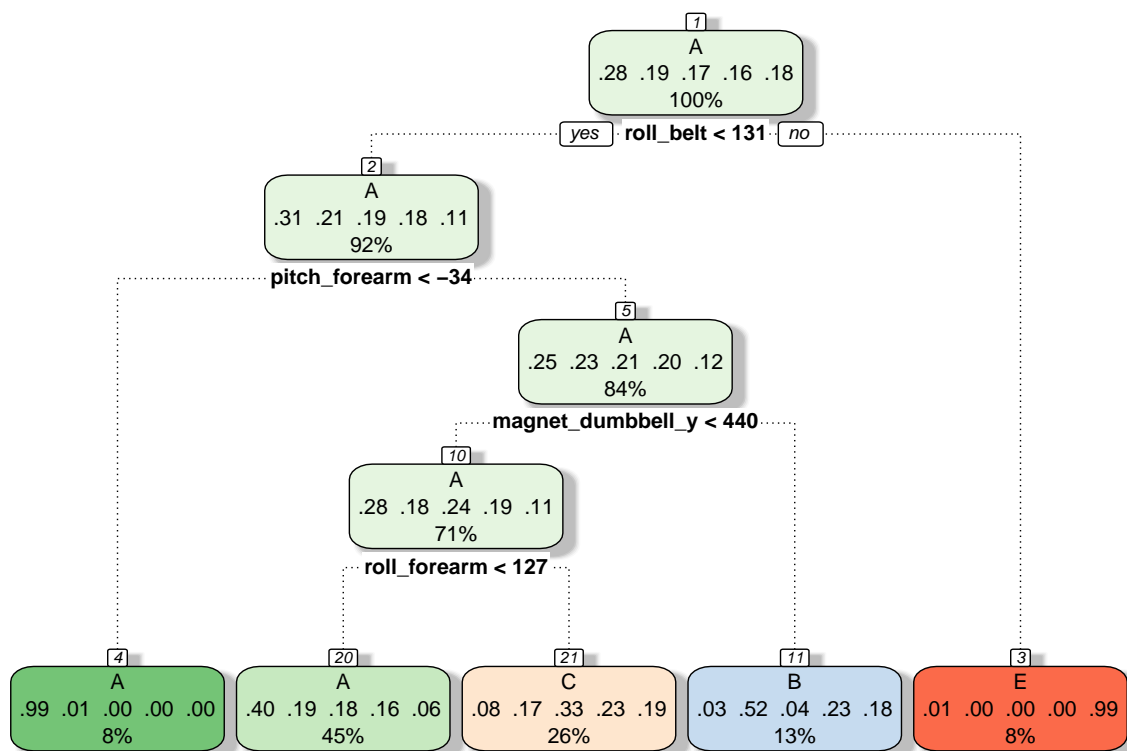 1
A
.28 .19 .17 .16 .18
100%
yes roll_belt < 131 no
2
A
.31 .21 .19 .18 .11
92%
pitch_forearm < −34
5
A
.25 .23 .21 .20 .12
84%
magnet_dumbbell_y < 440
10
A
.28 .18 .24 .19 .11
71%
roll_forearm < 127
4
A
.99 .01 .00 .00 .00
8%
20
A
.40 .19 .18 .16 .06
45%
21
C
.08 .17 .33 .23 .19
26%
11
B
.03 .52 .04 .23 .18
13%
3
E
.01 .00 .00 .00 .99
8%